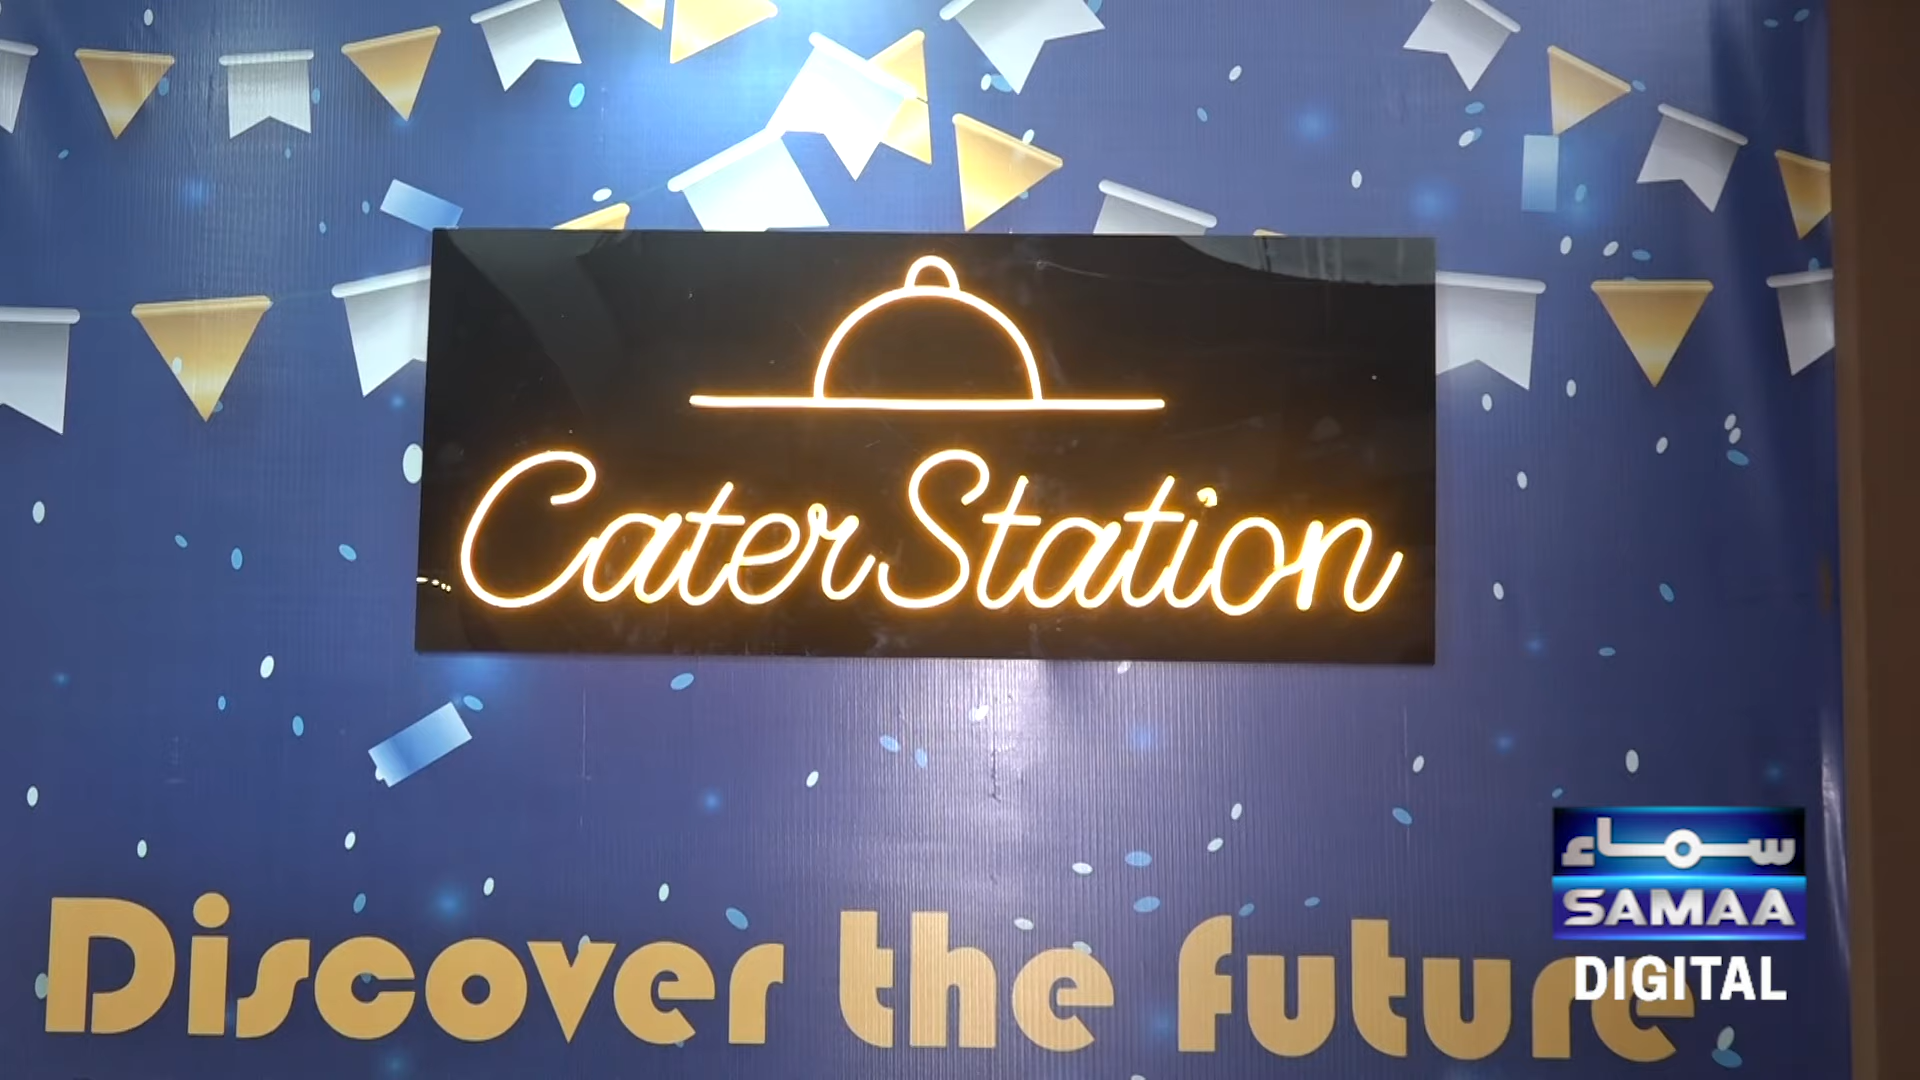 Cater Station
Discover the future
سماء
SAMAA
DIGITAL